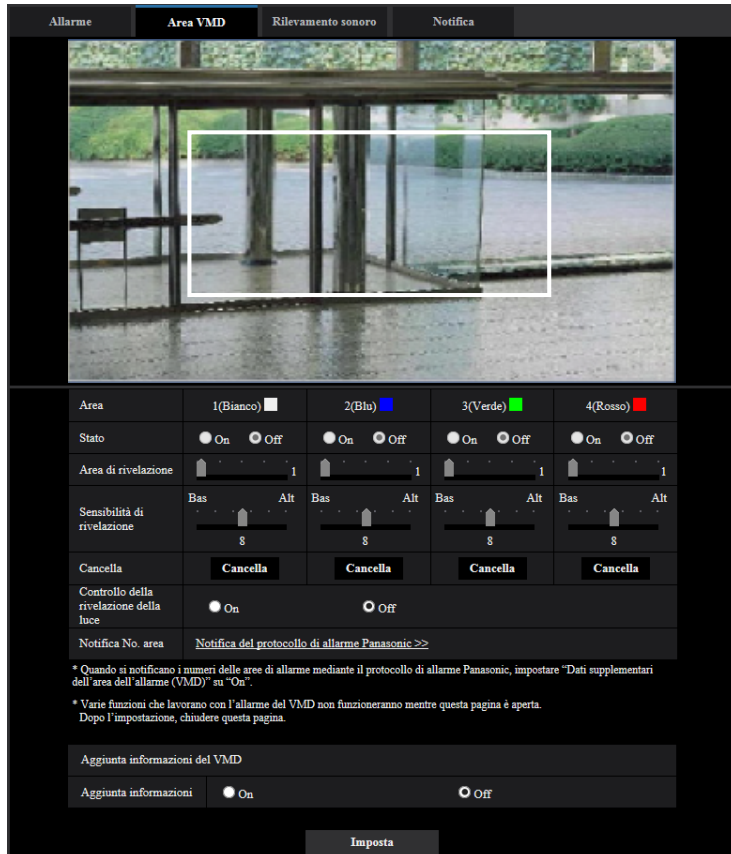 Allarme Area VMD Rilevamento sonoro Notifica
Area 1(Bianco) 2(Blu) 3(Verde) 4(Rosso)
Stato On Off On Off On Off On Off
Area di rivelazione 1 1 1 1
Bas Alt Bas Alt Bas Alt Bas Alt
Sensibilità di
rivelazione
8 8 8 8
Cancella Cancella Cancella Cancella Cancella
Controllo della
rivelazione della
luce
On Off
Notifica No. area Notifica del protocollo di allarme Panasonic >>
* Quando si notificano i numeri delle aree di allarme mediante il protocollo di allarme Panasonic, impostare “Dati supplementari
dell’area dell’allarme (VMD)” su “On”.
* Varie funzioni che lavorano con l’allarme del VMD non funzioneranno mentre questa pagina è aperta.
Dopo l’impostazione, chiudere questa pagina.
Aggiunta informazioni del VMD
Aggiunta informazioni On Off
Imposta